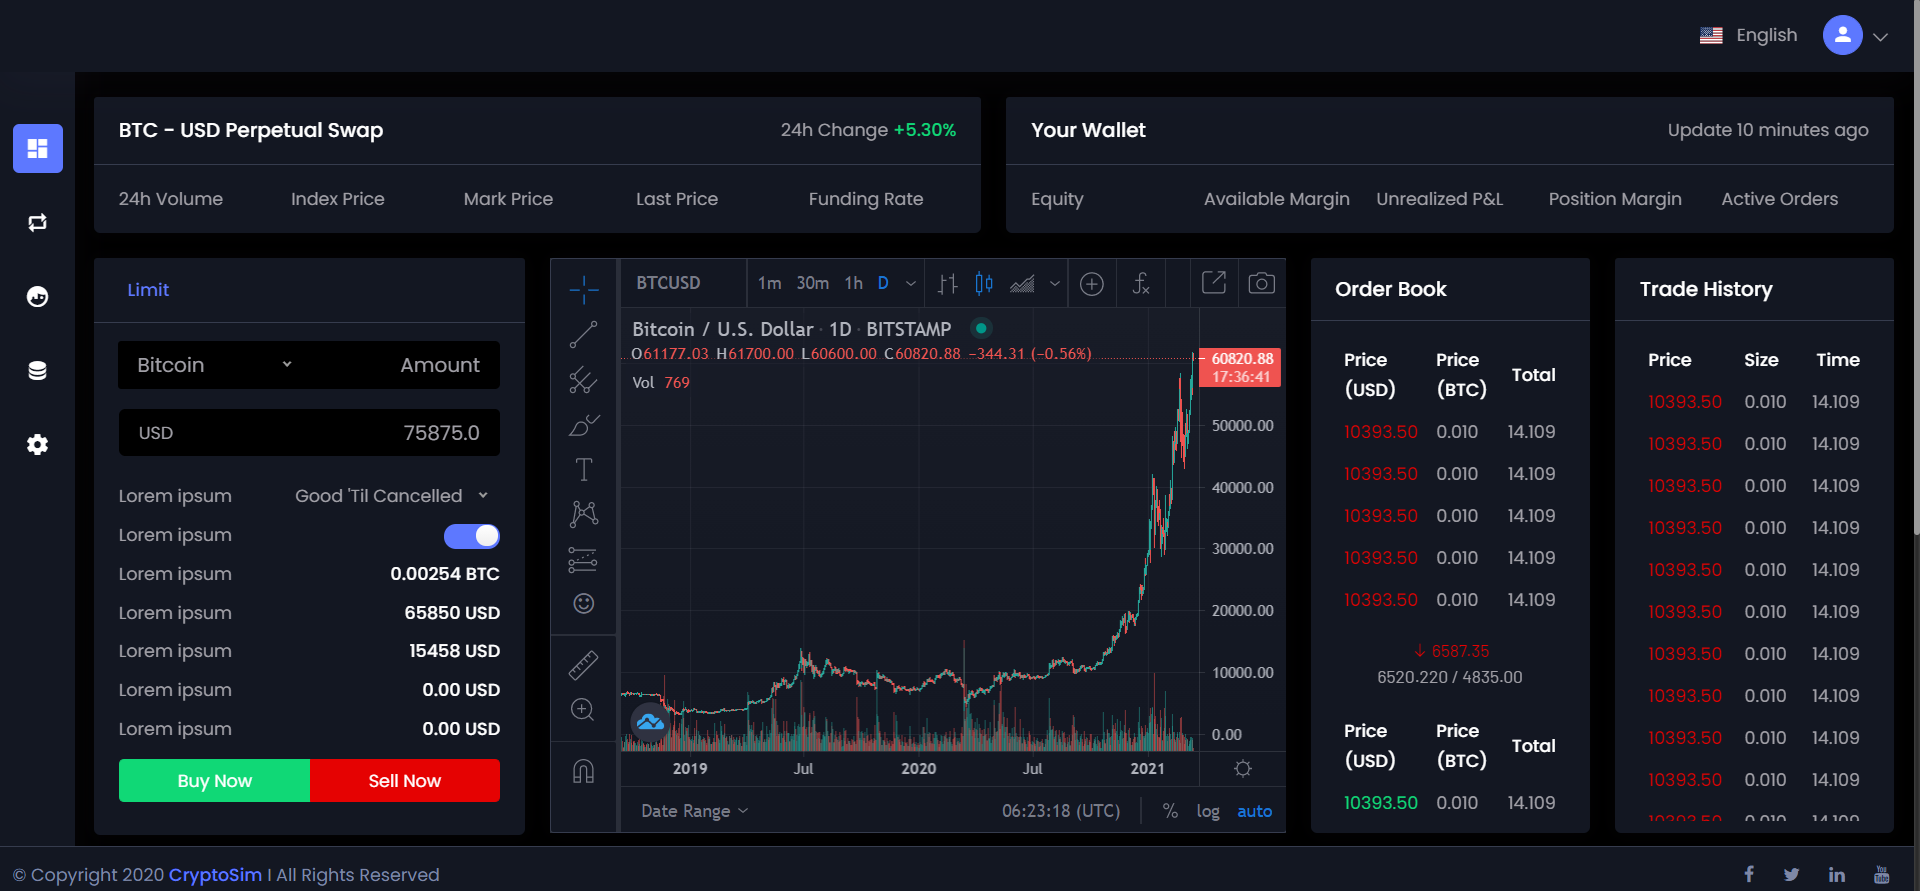 English
BTC - USD Perpetual Swap
24h Change +5.30%
24h Volume Index Price Mark Price Last Price Funding Rate
Your Wallet
Update 10 minutes ago
Equity Available Margin Unrealized P&L Position Margin Active Orders
Limit
Bitcoin Amount
USD 75875.0
Lorem ipsum Good 'Til Cancelled
Lorem ipsum
Lorem ipsum 0.00254 BTC
Lorem ipsum 65850 USD
Lorem ipsum 15458 USD
Lorem ipsum 0.00 USD
Lorem ipsum 0.00 USD
Buy Now Sell Now
BTCUSD 1m 30m 1h D
Bitcoin / U.S. Dollar · 1D · BITSTAMP
O61177.03 H61700.00 L60600.00 C60820.88 −344.31 (−0.56%)
Vol 769
60820.88
17:36:41
50000.00
40000.00
30000.00
20000.00
10000.00
0.00
2019 Jul 2020 Jul 2021
Date Range 06:23:18 (UTC) % log auto
Order Book
Price (USD) Price (BTC) Total
10393.50 0.010 14.109
10393.50 0.010 14.109
10393.50 0.010 14.109
10393.50 0.010 14.109
10393.50 0.010 14.109
↓ 6587.35
6520.220 / 4835.00
Price (USD) Price (BTC) Total
10393.50 0.010 14.109
Trade History
Price Size Time
10393.50 0.010 14.109
10393.50 0.010 14.109
10393.50 0.010 14.109
10393.50 0.010 14.109
10393.50 0.010 14.109
10393.50 0.010 14.109
10393.50 0.010 14.109
10393.50 0.010 14.109
10393.50 0.010 14.109
10393.50 0.010 14.109
10393.50 0.010 14.109
© Copyright 2020 CryptoSim I All Rights Reserved